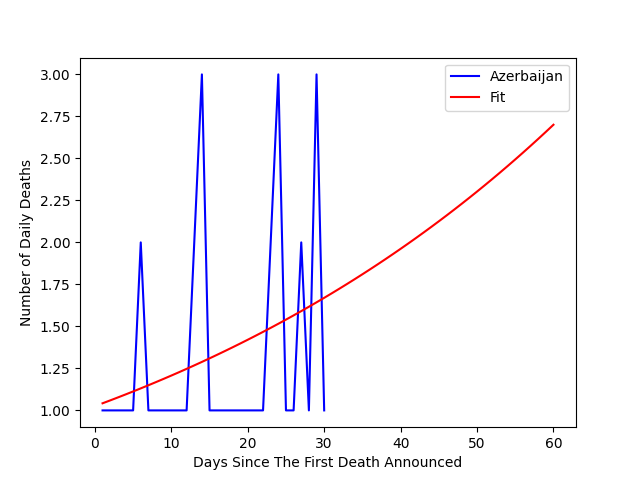 Azerbaijan
Fit
3.00
2.75
2.50
2.25
2.00
1.75
1.50
1.25
1.00
Number of Daily Deaths
0 10 20 30 40 50 60
Days Since The First Death Announced